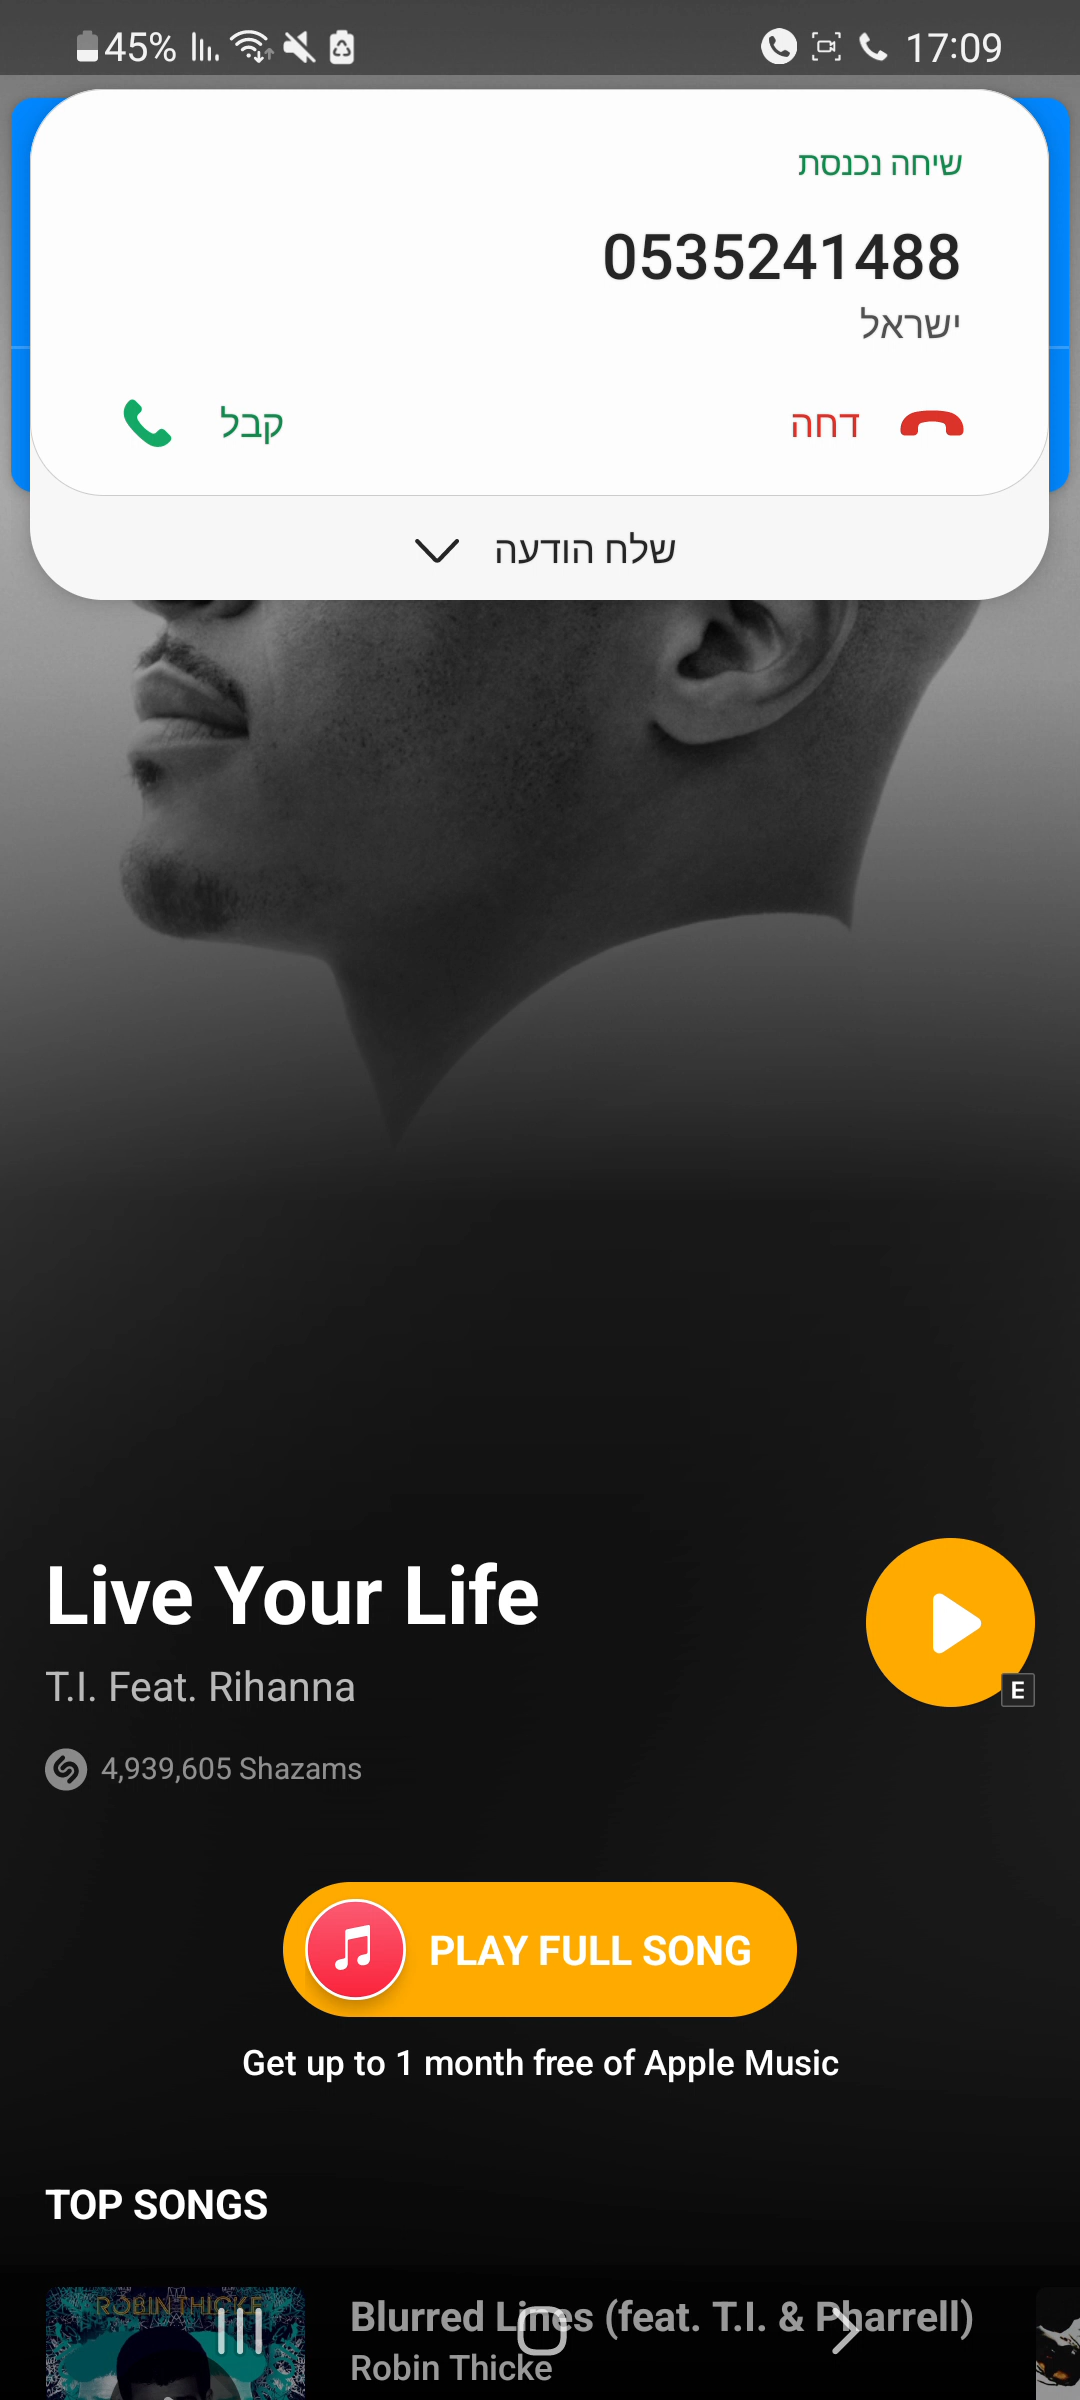 45% 17:09
שיחה נכנסת
0535241488
ישראל
קבל דחה
שלח הודעה
Live Your Life
T.I. Feat. Rihanna
E
4,939,605 Shazams
PLAY FULL SONG
Get up to 1 month free of Apple Music
TOP SONGS
ROBIN THICKE
Blurred Lines (feat. T.I. & Pharrell)
Robin Thicke